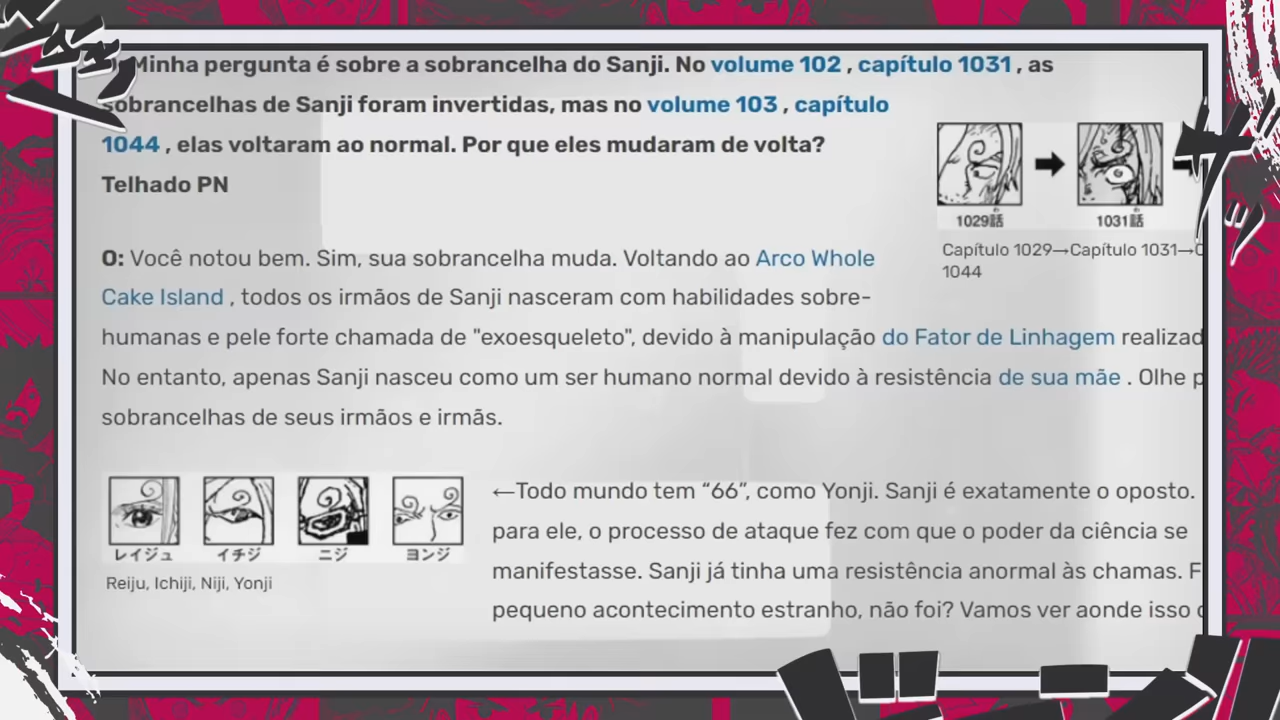 Minha pergunta é sobre a sobrancelha do Sanji. No volume 102 , capítulo 1031 , as
sobrancelhas de Sanji foram invertidas, mas no volume 103 , capítulo
1044 , elas voltaram ao normal. Por que eles mudaram de volta?
Telhado PN
1029話
1031話
Capítulo 1029→Capítulo 1031→
1044
O: Você notou bem. Sim, sua sobrancelha muda. Voltando ao Arco Whole
Cake Island , todos os irmãos de Sanji nasceram com habilidades sobre-
humanas e pele forte chamada de "exoesqueleto", devido à manipulação do Fator de Linhagem realizad
No entanto, apenas Sanji nasceu como um ser humano normal devido à resistência de sua mãe . Olhe p
sobrancelhas de seus irmãos e irmãs.
レイジュ
イチジ
ニジ
ヨンジ
Reiju, Ichiji, Niji, Yonji
←Todo mundo tem “66”, como Yonji. Sanji é exatamente o oposto.
para ele, o processo de ataque fez com que o poder da ciência se
manifestasse. Sanji já tinha uma resistência anormal às chamas. F
pequeno acontecimento estranho, não foi? Vamos ver aonde isso